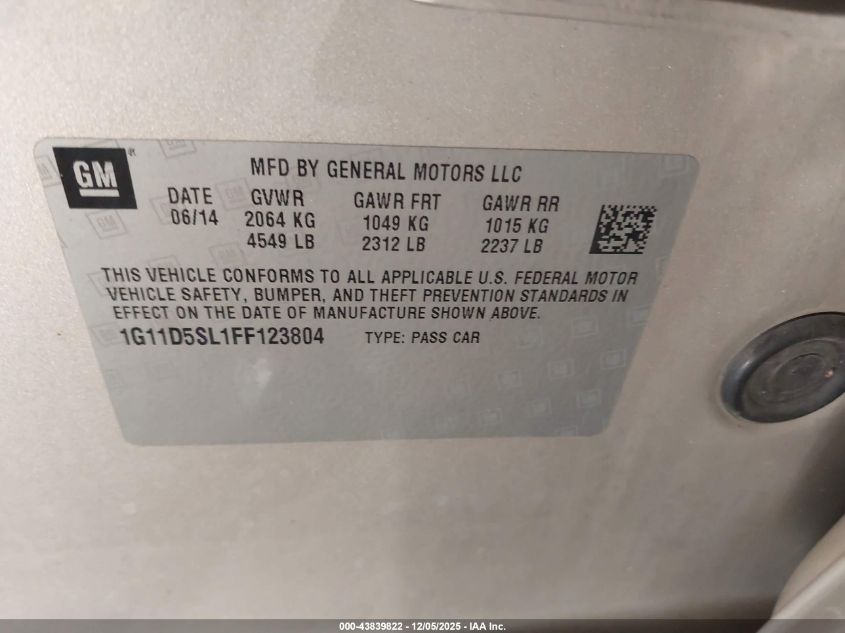 GM
MFD BY GENERAL MOTORS LLC
DATE GVWR GAWR FRT GAWR RR
06/14 2064 KG 1049 KG 1015 KG
4549 LB 2312 LB 2237 LB
THIS VEHICLE CONFORMS TO ALL APPLICABLE U.S. FEDERAL MOTOR
VEHICLE SAFETY, BUMPER, AND THEFT PREVENTION STANDARDS IN
EFFECT ON THE DATE OF MANUFACTURE SHOWN ABOVE.
1G11D5SL1FF123804 TYPE: PASS CAR
000-43839822 - 12/05/2025 - IAA Inc.